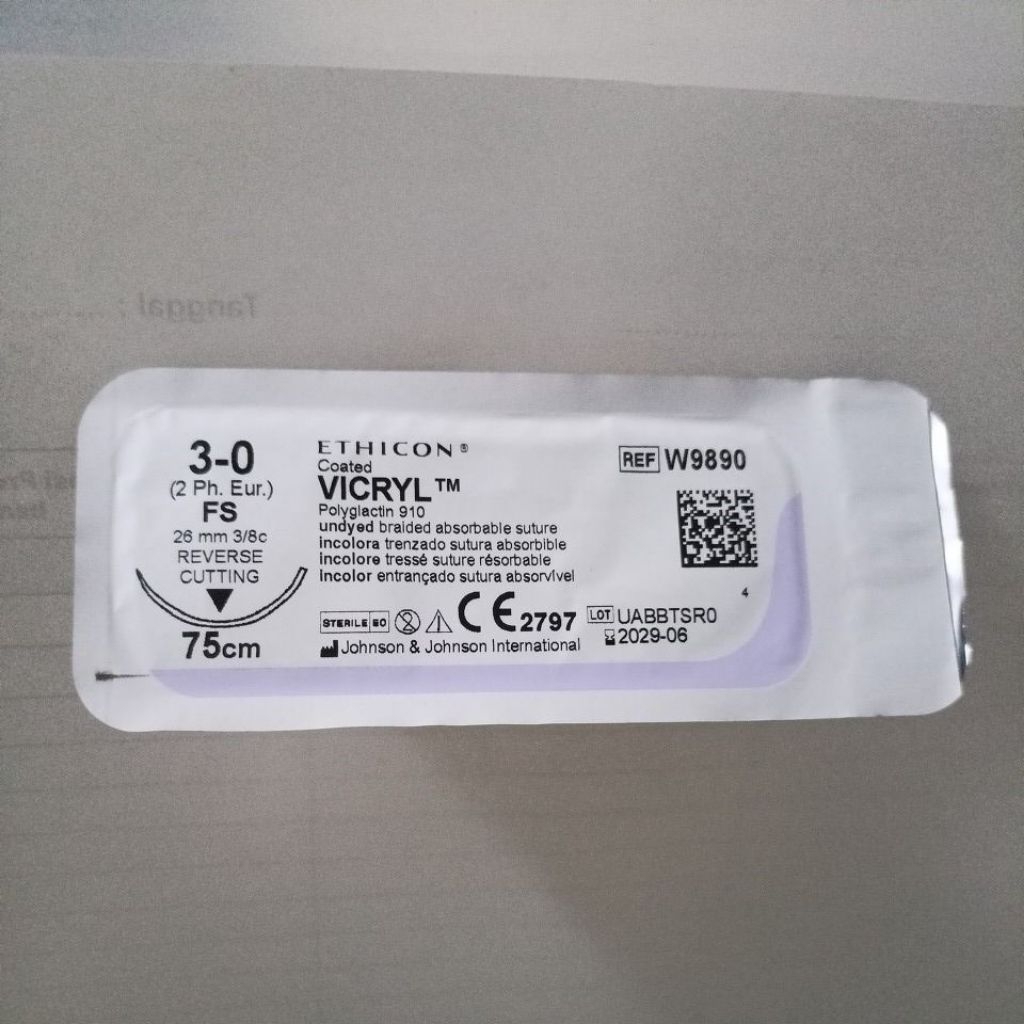 3-0
(2 Ph. Eur.)
FS
26 mm 3/8c
REVERSE
CUTTING
75cm
ETHICON®
Coated
VICRYL™
Polyglactin 910
undyed braided absorbable suture
incolora trenzado sutura absorbible
incolore tressé suture résorbable
incolor entrançado sutura absorvível
STERILE EO 2 CE 2797
Johnson & Johnson International
REF W9890
4
LOT UABBTSR0
2029-06
Tanggal :